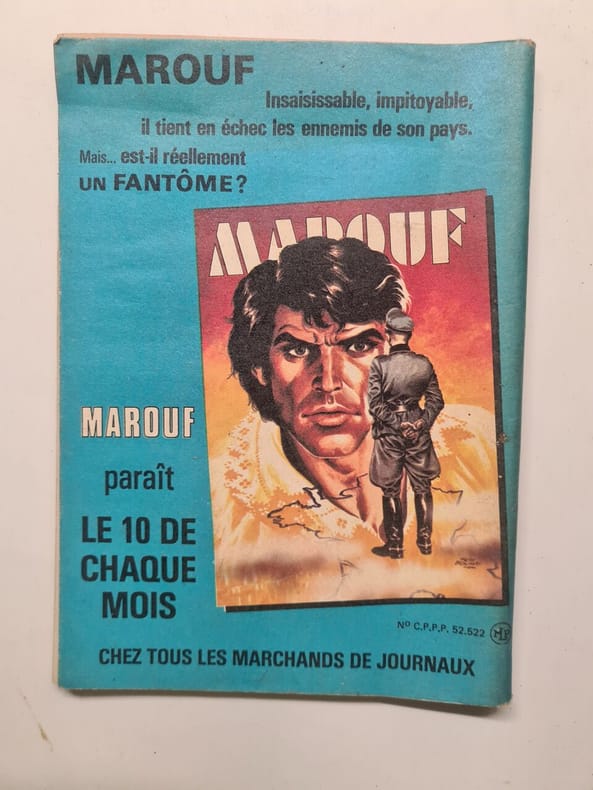 MAROUF
Insaisissable, impitoyable,
il tient en échec les ennemis de son pays.
Mais... est-il réellement
UN FANTÔME ?
MAROUF
MAROUF
paraît
LE 10 DE
CHAQUE
MOIS
Nº C.P.P.P. 52.522
CHEZ TOUS LES MARCHANDS DE JOURNAUX